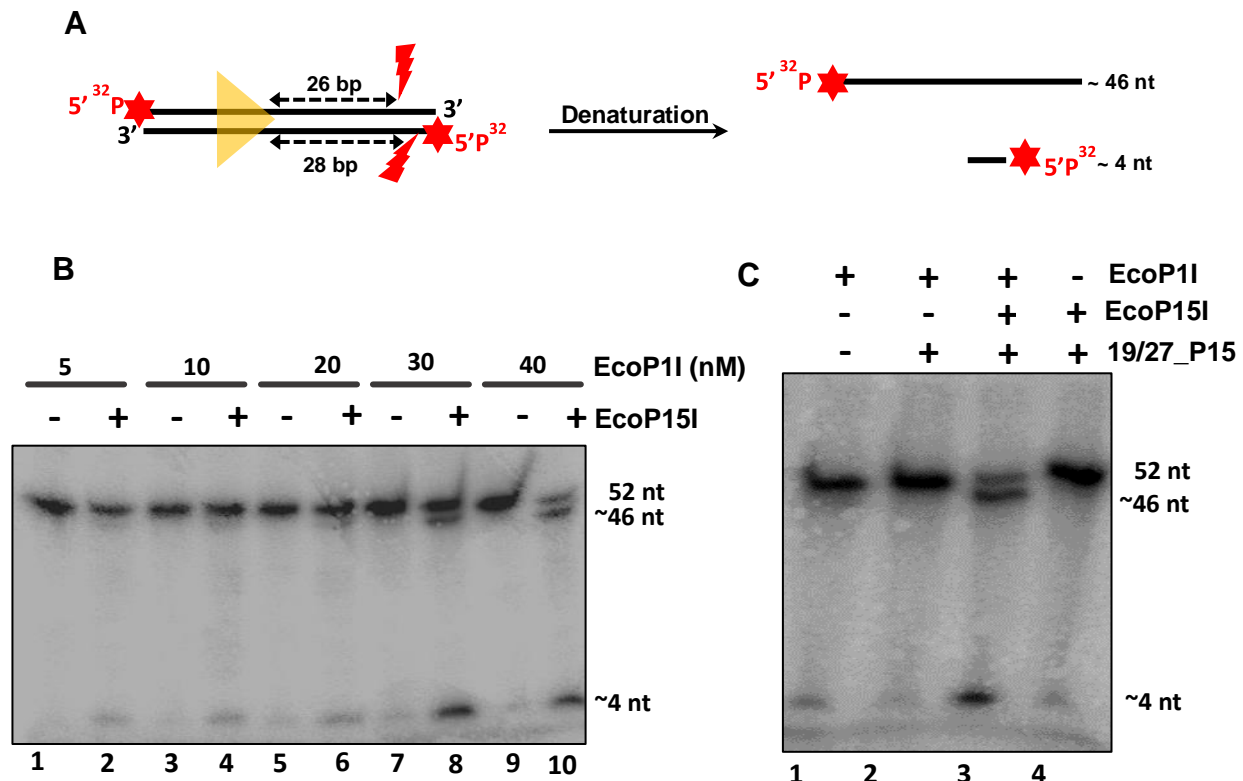 A
5' 32P
3'
26 bp
28 bp
3'
5'P32
Denaturation
5' 32P
~ 46 nt
5'P32 ~ 4 nt
B
5 10 20 30 40 EcoP1I (nM)
- + - + - + - + - + EcoP15I
52 nt
~46 nt
~4 nt
1 2 3 4 5 6 7 8 9 10
C
+ + + - EcoP1I
- - + + EcoP15I
- + + + 19/27_P15
52 nt
~46 nt
~4 nt
1 2 3 4